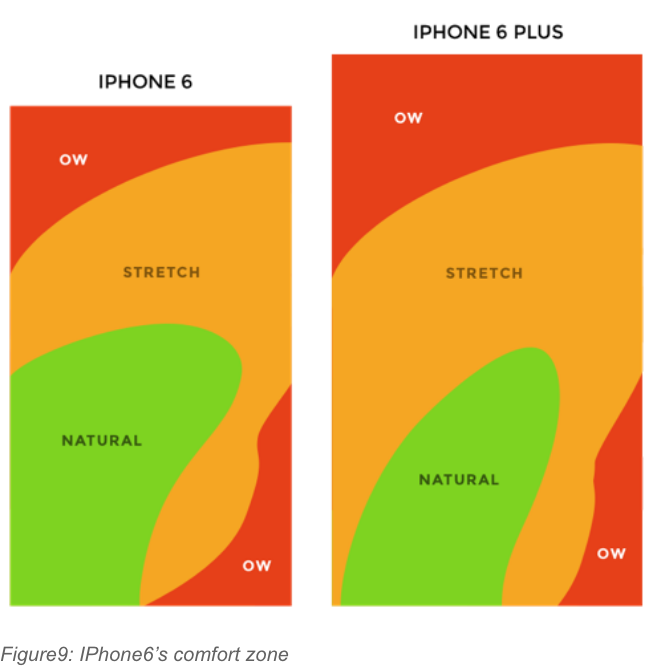 IPHONE 6 PLUS
IPHONE 6
OW
OW
STRETCH
STRETCH
NATURAL
NATURAL
OW
OW
Figure9: IPhone6's comfort zone